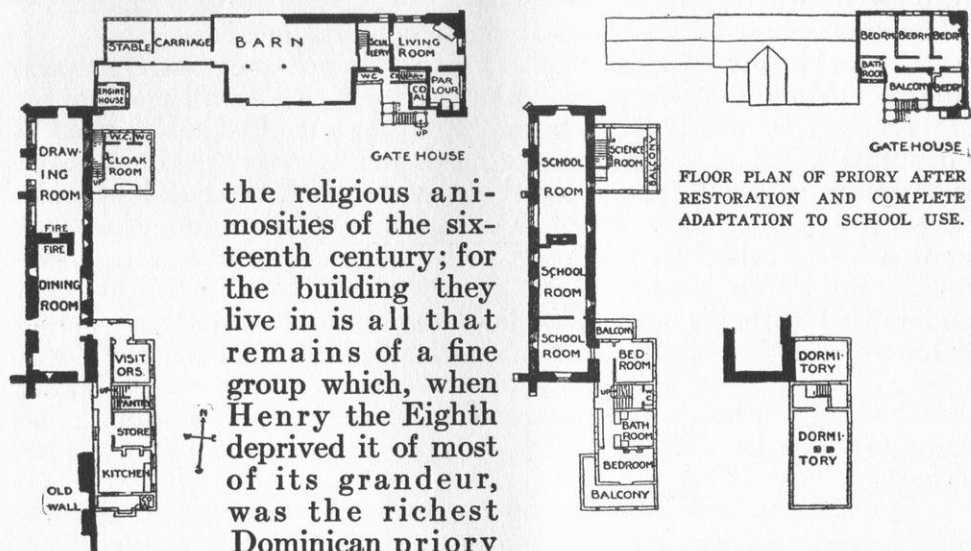 STABLE
CARRIAGE
BARN
SCUL
LERY
LIVING
ROOM
W.C.
CO
AL
PAR
LOUR
UP
GATE HOUSE
ENGINE
HOUSE
DRAW-
ING
ROOM
FIRE
FIRE
DINING
ROOM
W.C.
CLOAK
ROOM
VISIT
ORS.
UP
PANTRY
STORE
KITCHEN
OLD
WALL
N
W E
S
the religious ani-
mosities of the six-
teenth century; for
the building they
live in is all that
remains of a fine
group which, when
Henry the Eighth
deprived it of most
of its grandeur,
was the richest
Dominican priory
BEDRM
BEDRM
BEDRM
BATH
ROOM
BALCONY
BEDRM
GATE HOUSE
FLOOR PLAN OF PRIORY AFTER
RESTORATION AND COMPLETE
ADAPTATION TO SCHOOL USE.
SCHOOL
ROOM
SCIENCE
ROOM
BALCONY
SCHOOL
ROOM
SCHOOL
ROOM
BALCONY
BED
ROOM
UP
BATH
ROOM
BEDROOM
BALCONY
DORMI-
TORY
DORMI-
TORY